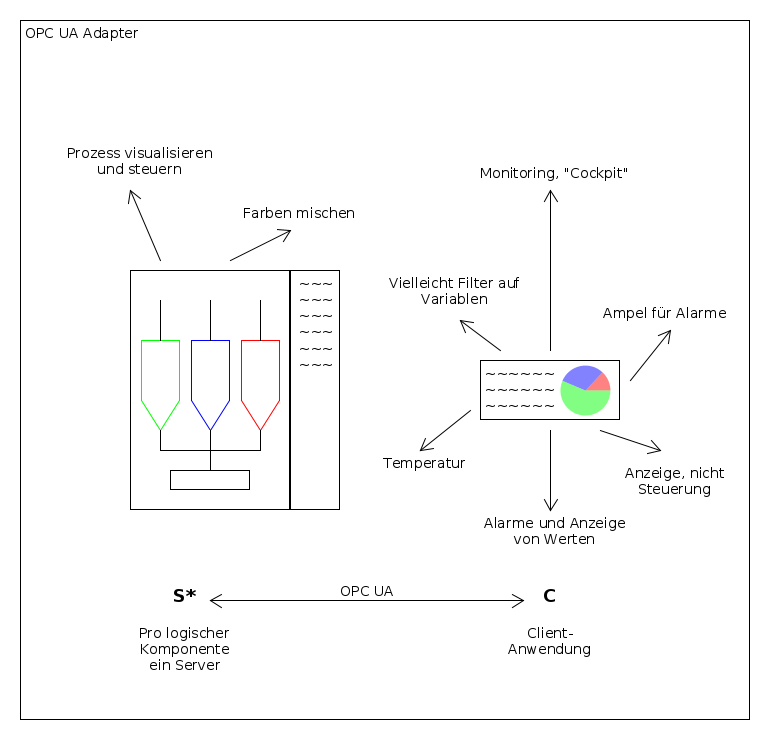 OPC UA Adapter
Prozess visualisieren
und steuern
Farben mischen
Monitoring, "Cockpit"
Vielleicht Filter auf
Variablen
Ampel für Alarme
~~~
~~~
~~~
~~~
~~~
~~~
~~~~~~
~~~~~~
~~~~~~
Temperatur
Anzeige, nicht
Steuerung
Alarme und Anzeige
von Werten
S*
OPC UA
C
Pro logischer
Komponente
ein Server
Client-
Anwendung